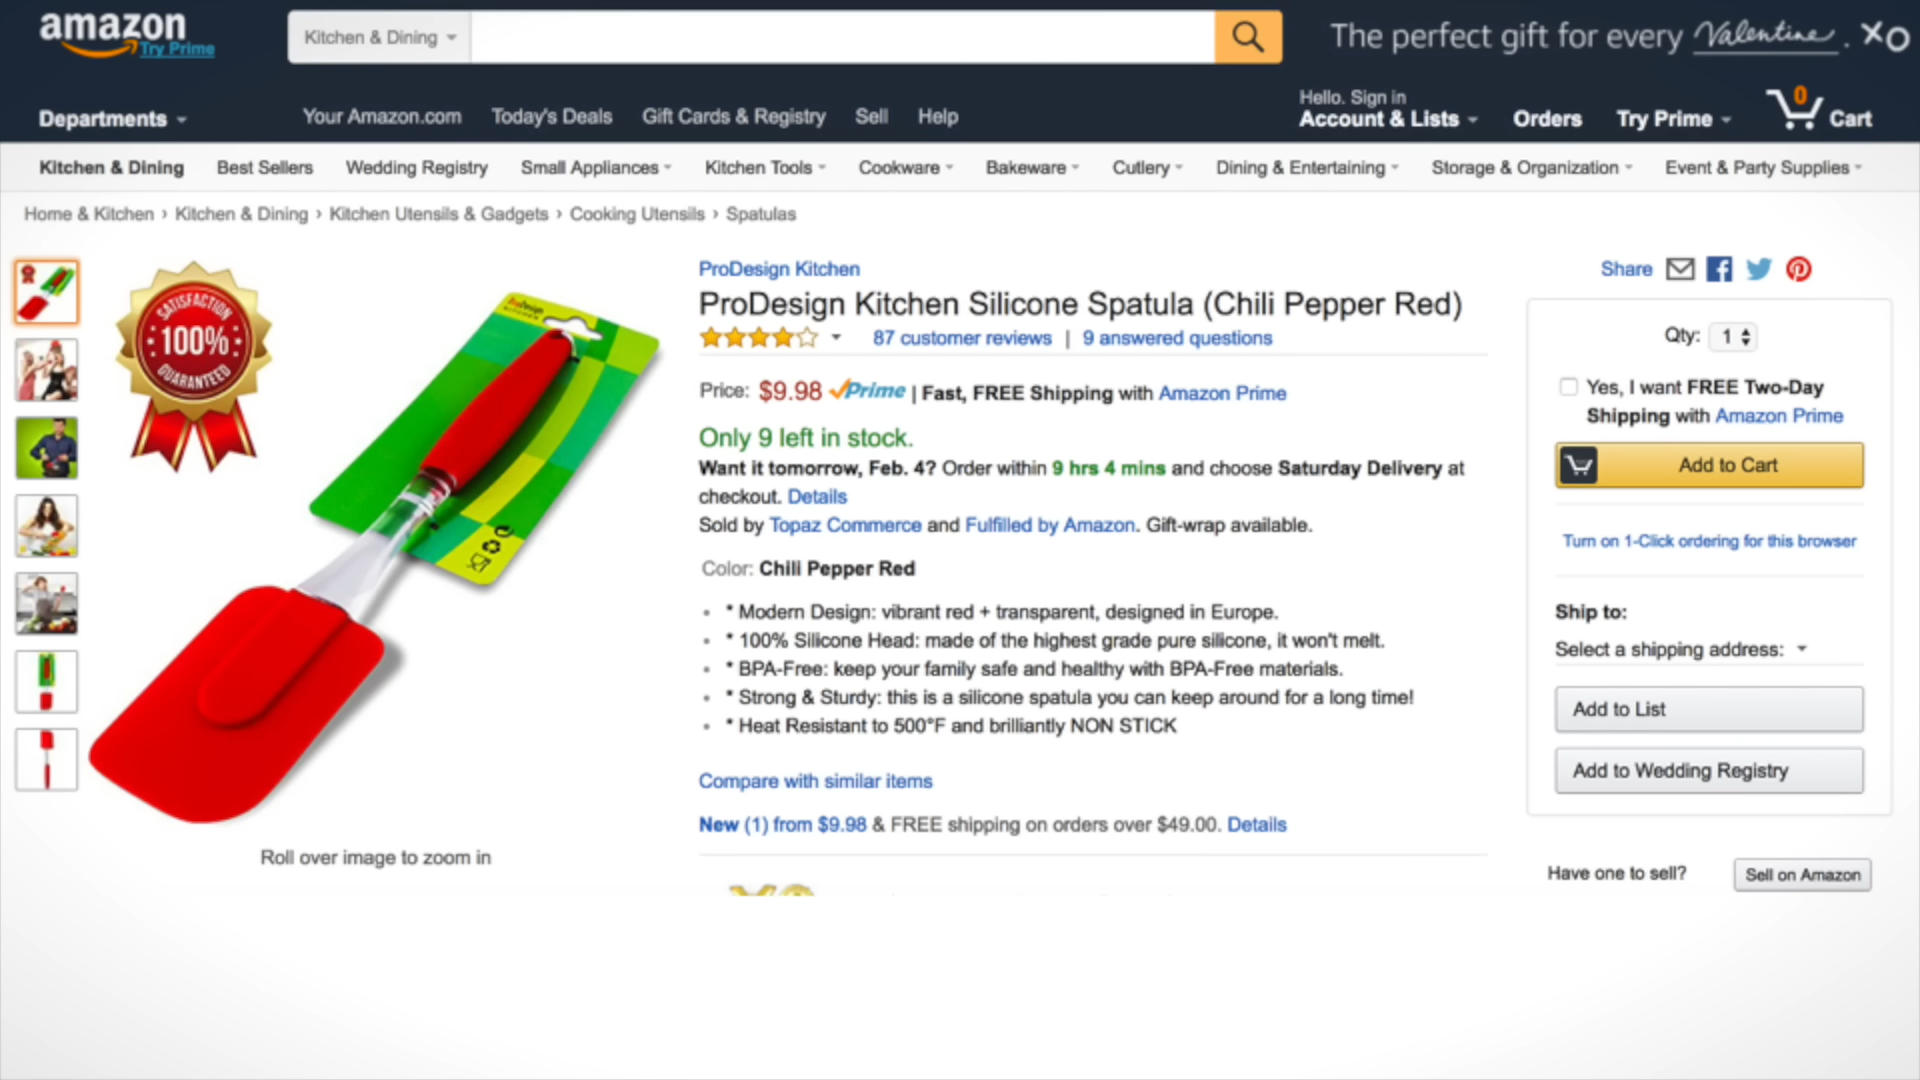 amazon
Try Prime
Kitchen & Dining
The perfect gift for every Valentine. XO
Departments
Your Amazon.com
Today's Deals
Gift Cards & Registry
Sell
Help
Hello. Sign in
Account & Lists
Orders
Try Prime
0
Cart
Kitchen & Dining
Best Sellers
Wedding Registry
Small Appliances
Kitchen Tools
Cookware
Bakeware
Cutlery
Dining & Entertaining
Storage & Organization
Event & Party Supplies
Home & Kitchen › Kitchen & Dining › Kitchen Utensils & Gadgets › Cooking Utensils › Spatulas
SATISFACTION
100%
GUARANTEED
Roll over image to zoom in
ProDesign Kitchen
ProDesign Kitchen Silicone Spatula (Chili Pepper Red)
87 customer reviews | 9 answered questions
Price: $9.98 Prime | Fast, FREE Shipping with Amazon Prime
Only 9 left in stock.
Want it tomorrow, Feb. 4? Order within 9 hrs 4 mins and choose Saturday Delivery at
checkout. Details
Sold by Topaz Commerce and Fulfilled by Amazon. Gift-wrap available.
Color: Chili Pepper Red
• * Modern Design: vibrant red + transparent, designed in Europe.
• * 100% Silicone Head: made of the highest grade pure silicone, it won't melt.
• * BPA-Free: keep your family safe and healthy with BPA-Free materials.
• * Strong & Sturdy: this is a silicone spatula you can keep around for a long time!
• * Heat Resistant to 500°F and brilliantly NON STICK
Compare with similar items
New (1) from $9.98 & FREE shipping on orders over $49.00. Details
Share
Qty: 1
Yes, I want FREE Two-Day
Shipping with Amazon Prime
Add to Cart
Turn on 1-Click ordering for this browser
Ship to:
Select a shipping address:
Add to List
Add to Wedding Registry
Have one to sell?
Sell on Amazon